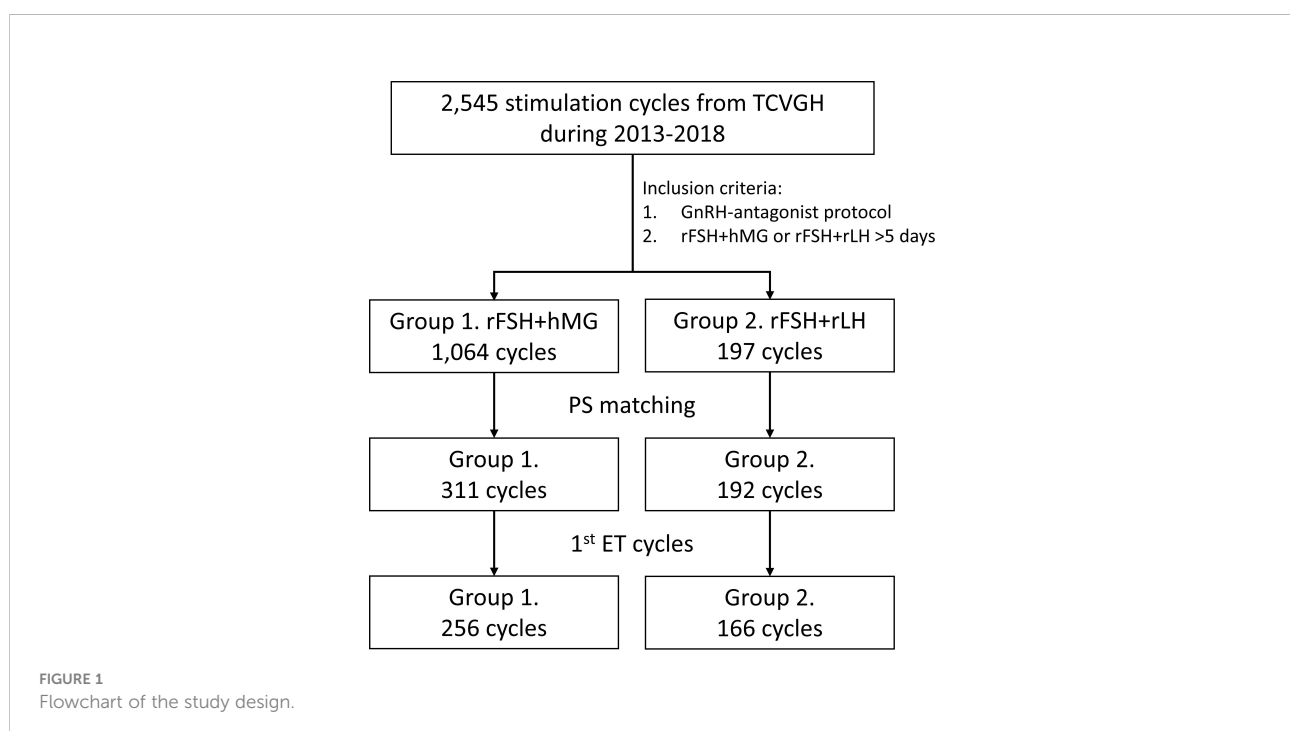 2,545 stimulation cycles from TCVGH
during 2013-2018
Inclusion criteria:
1. GnRH-antagonist protocol
2. rFSH+hMG or rFSH+rLH >5 days
Group 1. rFSH+hMG
1,064 cycles
Group 2. rFSH+rLH
197 cycles
PS matching
Group 1.
311 cycles
Group 2.
192 cycles
1st ET cycles
Group 1.
256 cycles
Group 2.
166 cycles
FIGURE 1
Flowchart of the study design.